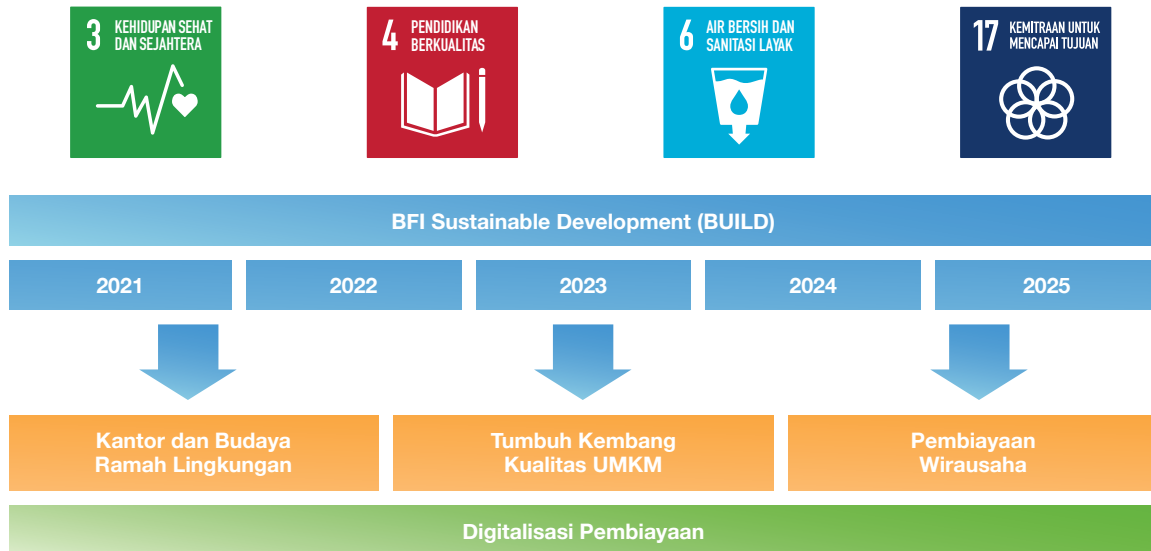 3 KEHIDUPAN SEHAT
DAN SEJAHTERA
4 PENDIDIKAN
BERKUALITAS
6 AIR BERSIH DAN
SANITASI LAYAK
17 KEMITRAAN UNTUK
MENCAPAI TUJUAN
BFI Sustainable Development (BUILD)
2021
2022
2023
2024
2025
Kantor dan Budaya
Ramah Lingkungan
Tumbuh Kembang
Kualitas UMKM
Pembiayaan
Wirausaha
Digitalisasi Pembiayaan